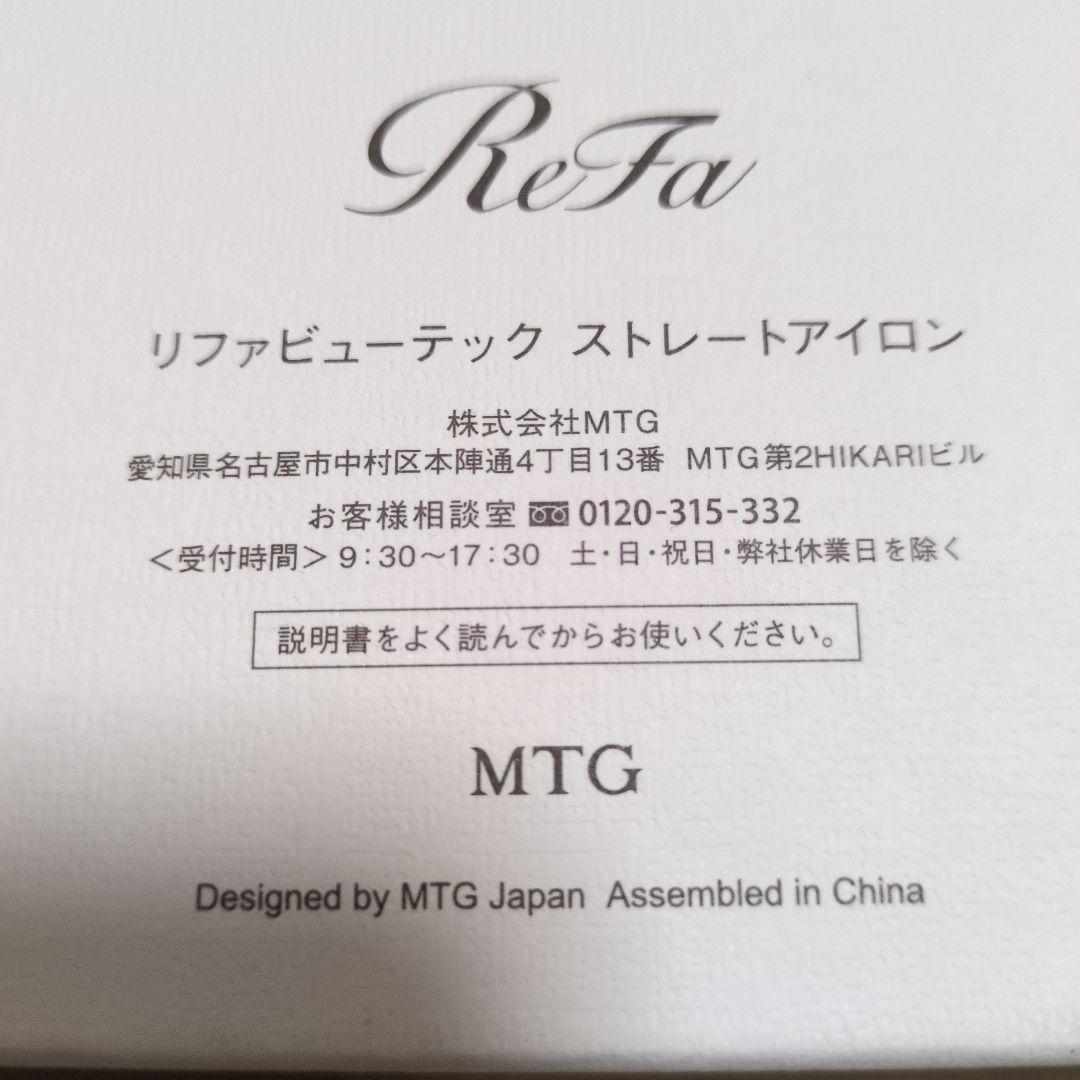 ReFa
リファビューテック ストレートアイロン
株式会社MTG
愛知県名古屋市中村区本陣通4丁目13番 MTG第2HIKARIビル
お客様相談室 0120-315-332
＜受付時間＞9：30〜17：30 土・日・祝日・弊社休業日を除く
説明書をよく読んでからお使いください。
MTG
Designed by MTG Japan Assembled in China